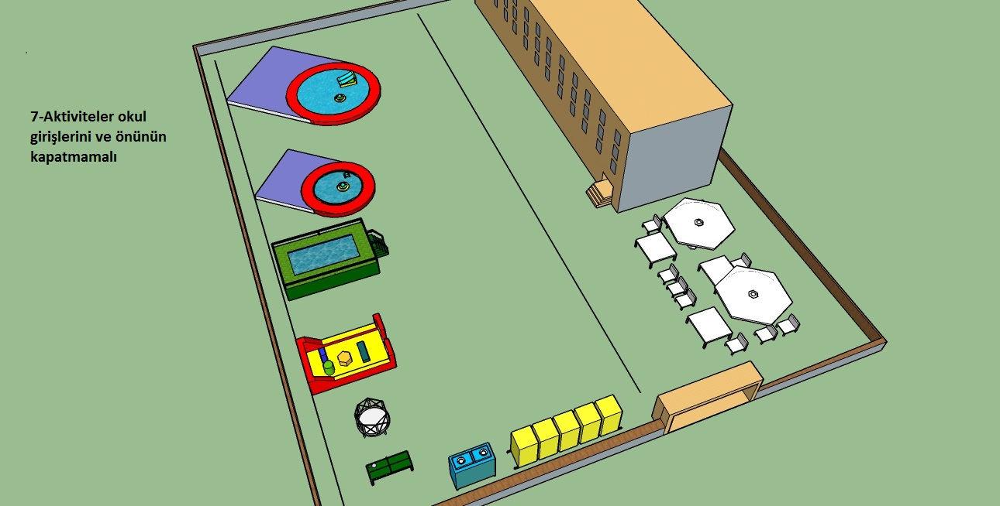 7-Aktiviteler okul
girişlerini ve önünün
kapatmamalı